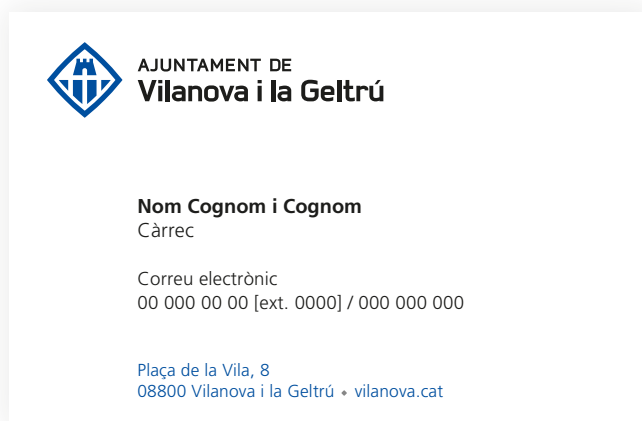 AJUNTAMENT DE
Vilanova i la Geltrú
Nom Cognom i Cognom
Càrrec
Correu electrònic
00 000 00 00 [ext. 0000] / 000 000 000
Plaça de la Vila, 8
08800 Vilanova i la Geltrú ⬩ vilanova.cat